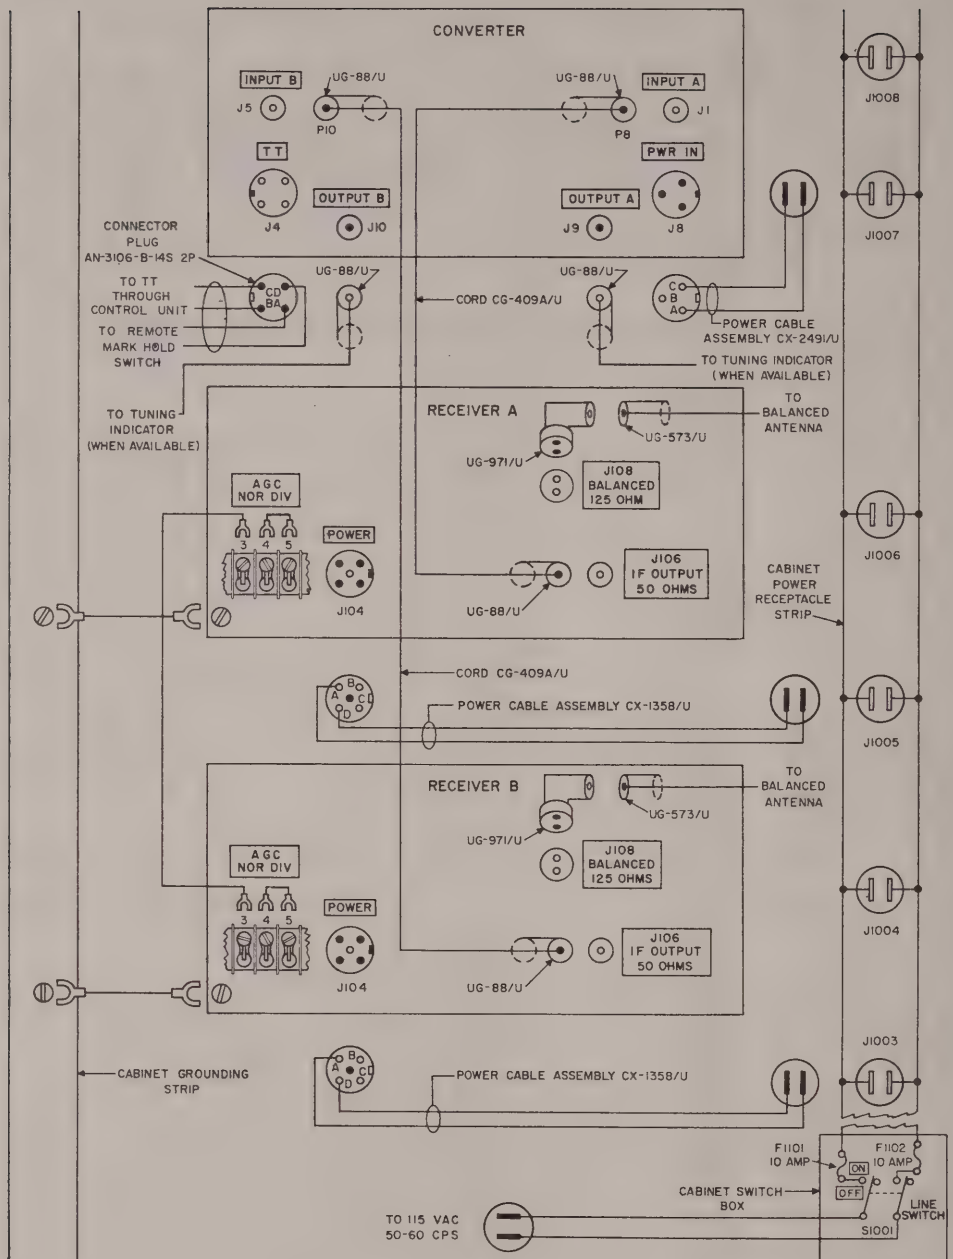 CONVERTER
INPUT B
UG-88/U
UG-88/U
INPUT A
J5
P10
P8
J1
J1008
TT
PWR IN
OUTPUT B
OUTPUT A
J4
J10
J9
J8
J1007
CONNECTOR
PLUG
AN-3106-B-14S 2P
UG-88/U
UG-88/U
TO TT
THROUGH
CONTROL UNIT
CD
BA
CORD CG-409A/U
C
B
A
TO REMOTE
MARK HOLD
SWITCH
POWER CABLE
ASSEMBLY CX-2491/U
TO TUNING INDICATOR
(WHEN AVAILABLE)
TO TUNING
INDICATOR
(WHEN AVAILABLE)
RECEIVER A
TO
BALANCED
ANTENNA
UG-573/U
UG-971/U
J108
BALANCED
125 OHM
AGC
NOR DIV
3 4 5
POWER
J104
J106
IF OUTPUT
50 OHMS
UG-88/U
J1006
CABINET
POWER
RECEPTACLE
STRIP
CORD CG-409A/U
A B C D
POWER CABLE ASSEMBLY CX-1358/U
J1005
RECEIVER B
TO
BALANCED
ANTENNA
UG-573/U
UG-971/U
J108
BALANCED
125 OHMS
AGC
NOR DIV
3 4 5
POWER
J104
J106
IF OUTPUT
50 OHMS
UG-88/U
J1004
J1003
CABINET GROUNDING
STRIP
A B C D
POWER CABLE ASSEMBLY CX-1358/U
F1101
10 AMP
F1102
10 AMP
ON
OFF
CABINET SWITCH
BOX
LINE
SWITCH
S1001
TO 115 VAC
50-60 CPS